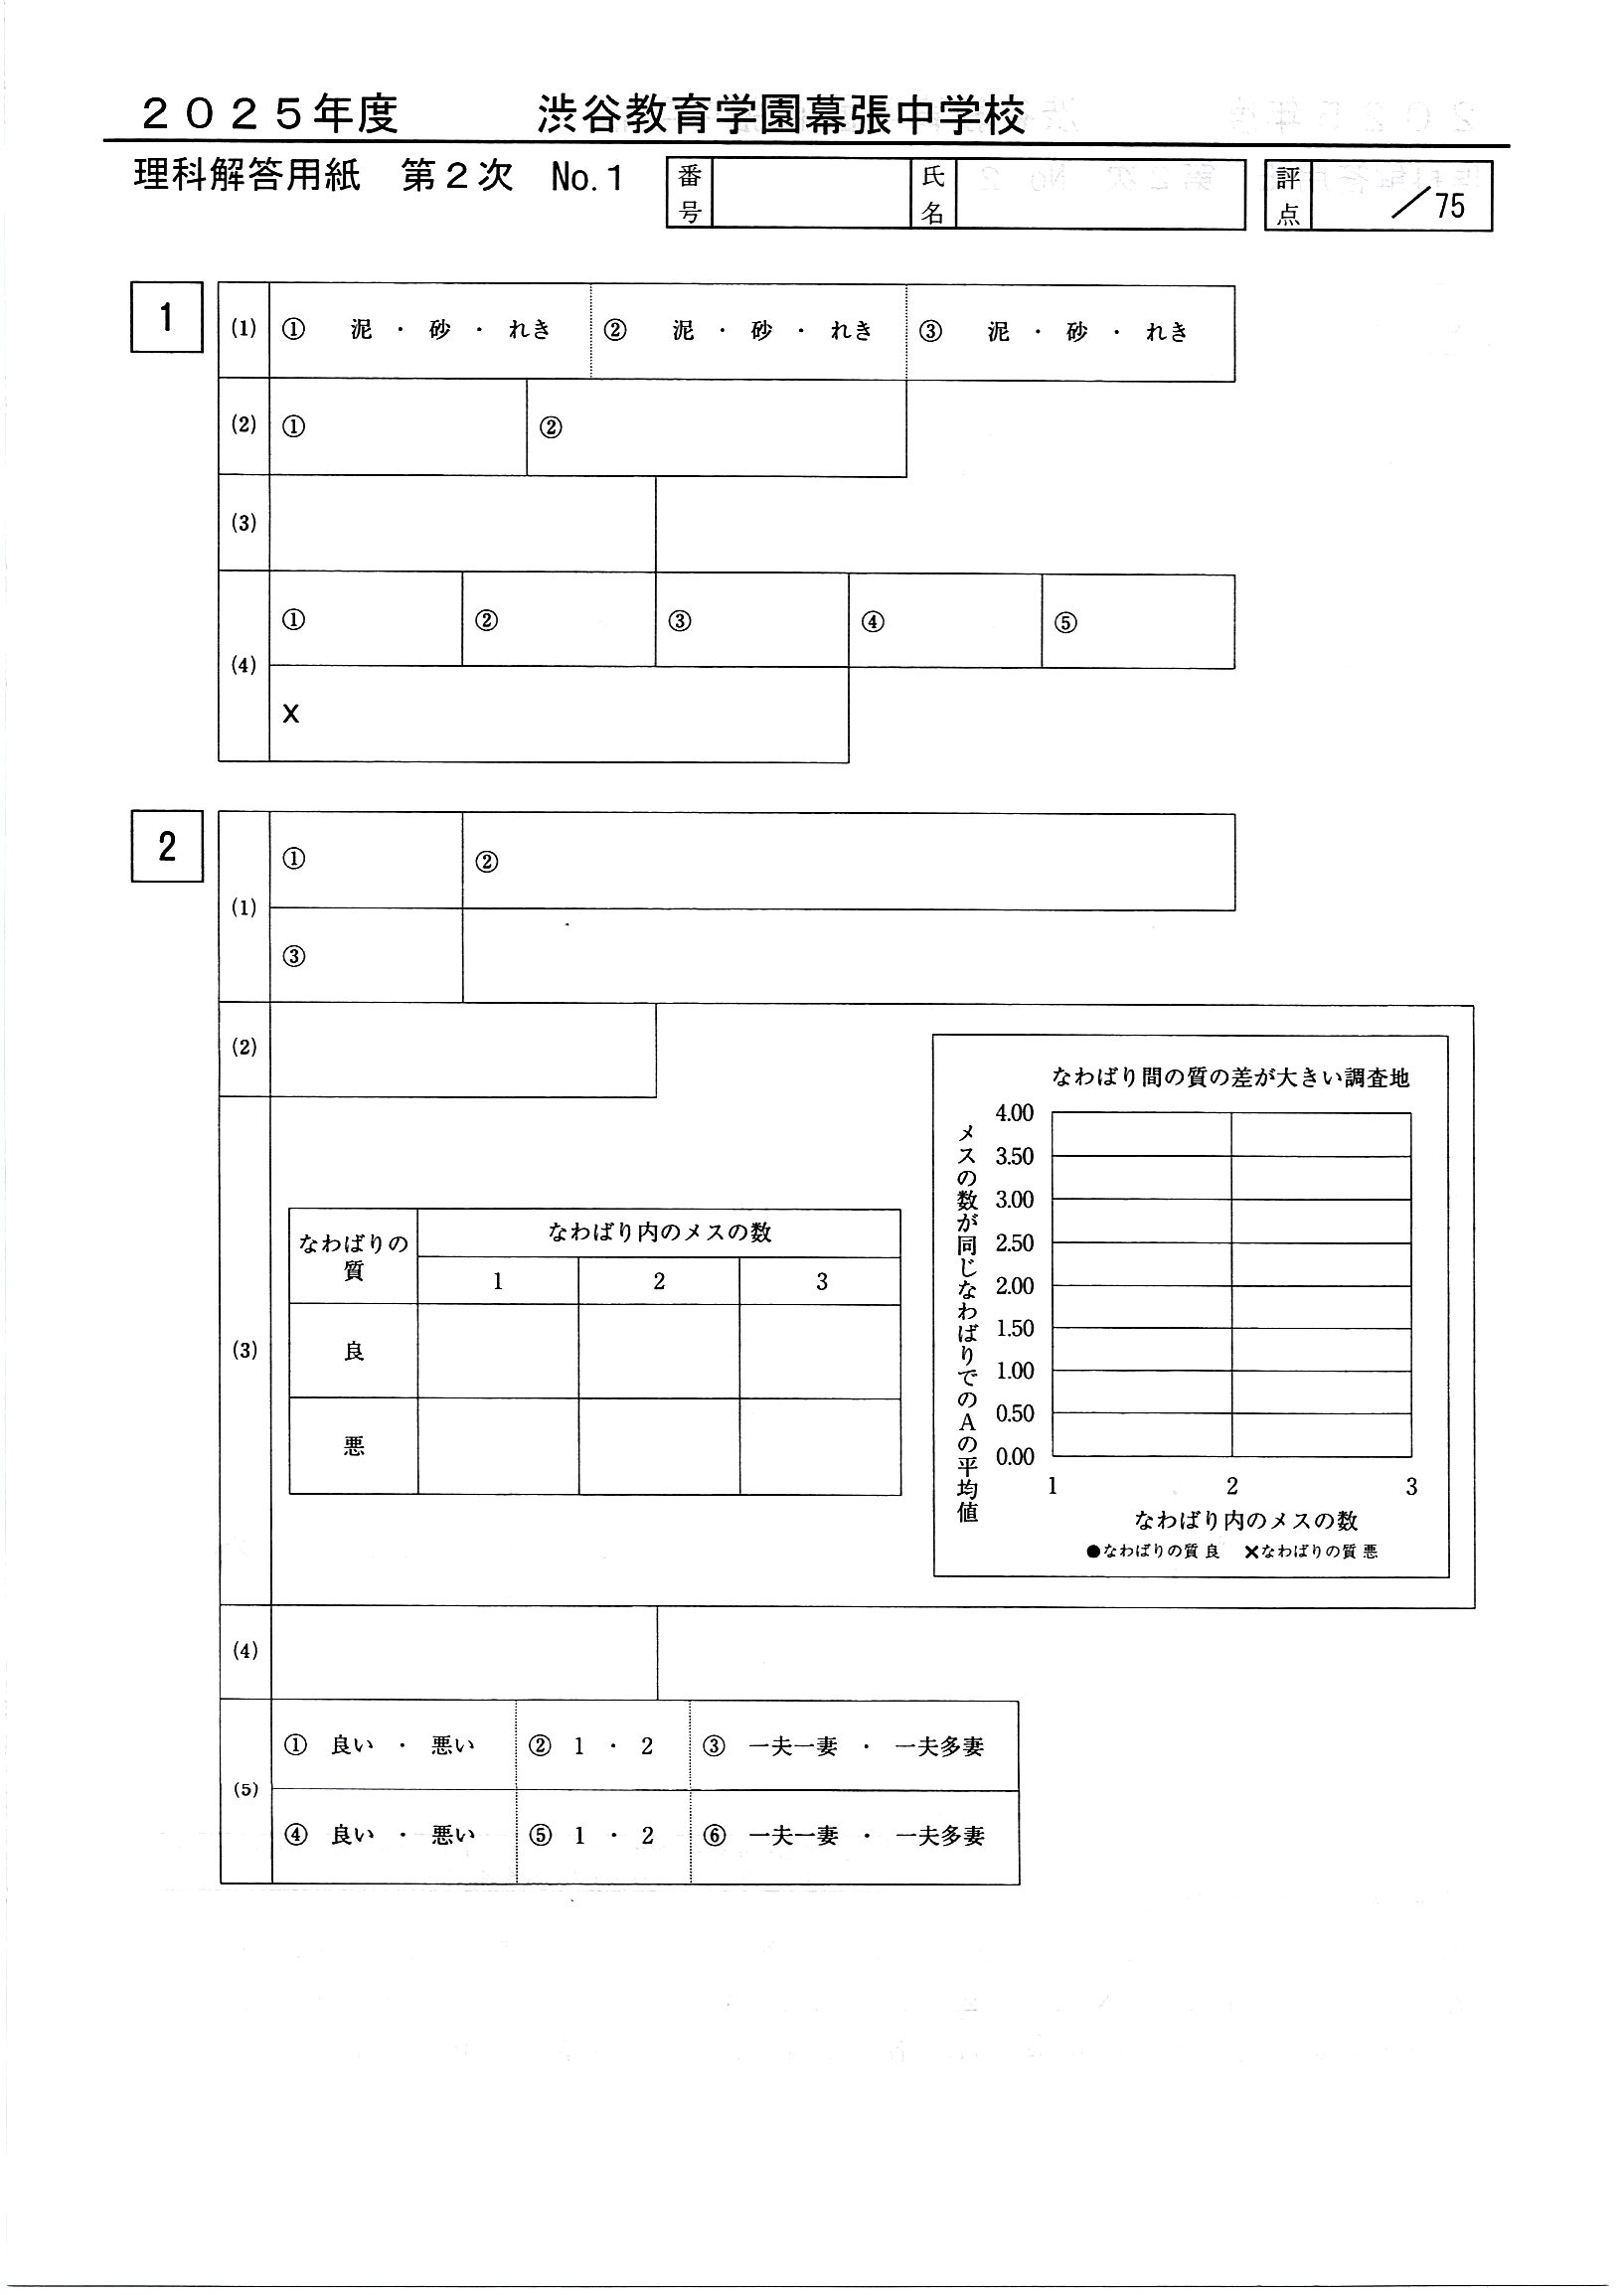 2025年度　渋谷教育学園幕張中学校
理科解答用紙　第2次　No.1
番号
氏名
評点
／75
1
(1) ① 泥 ・ 砂 ・ れき ② 泥 ・ 砂 ・ れき ③ 泥 ・ 砂 ・ れき
(2) ① ②
(3)
(4) ① ② ③ ④ ⑤
X
2
(1) ① ②
③
(2)
(3)
なわばりの質
なわばり内のメスの数
1 2 3
良
悪
なわばり間の質の差が大きい調査地
メスの数が同じなわばりでのAの平均値
4.00
3.50
3.00
2.50
2.00
1.50
1.00
0.50
0.00
1 2 3
なわばり内のメスの数
●なわばりの質 良 ×なわばりの質 悪
(4)
(5) ① 良い ・ 悪い ② 1 ・ 2 ③ 一夫一妻 ・ 一夫多妻
④ 良い ・ 悪い ⑤ 1 ・ 2 ⑥ 一夫一妻 ・ 一夫多妻